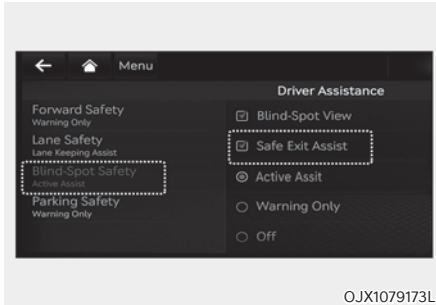 Menu
Driver Assistance
Forward Safety
Warning Only
Lane Safety
Lane Keeping Assist
Blind-Spot Safety
Active Assist
Parking Safety
Warning Only
Blind-Spot View
Safe Exit Assist
Active Assit
Warning Only
Off
OJX1079173L